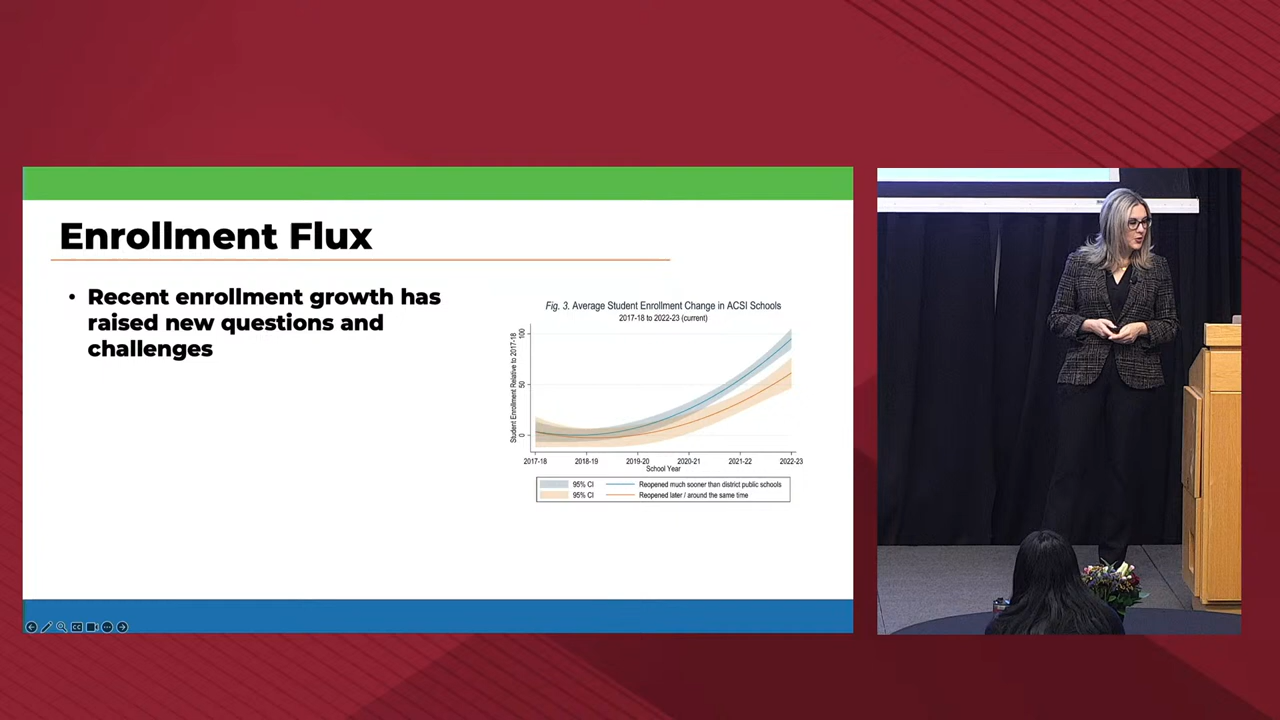 Enrollment Flux
• Recent enrollment growth has
raised new questions and
challenges
Fig. 3. Average Student Enrollment Change in ACSI Schools
2017-18 to 2022-23 (current)
Student Enrollment Relative to 2017-18
100
50
0
2017-18 2018-19 2019-20 2020-21 2021-22 2022-23
School Year
95% CI Reopened much sooner than district public schools
95% CI Reopened later / around the same time
CC